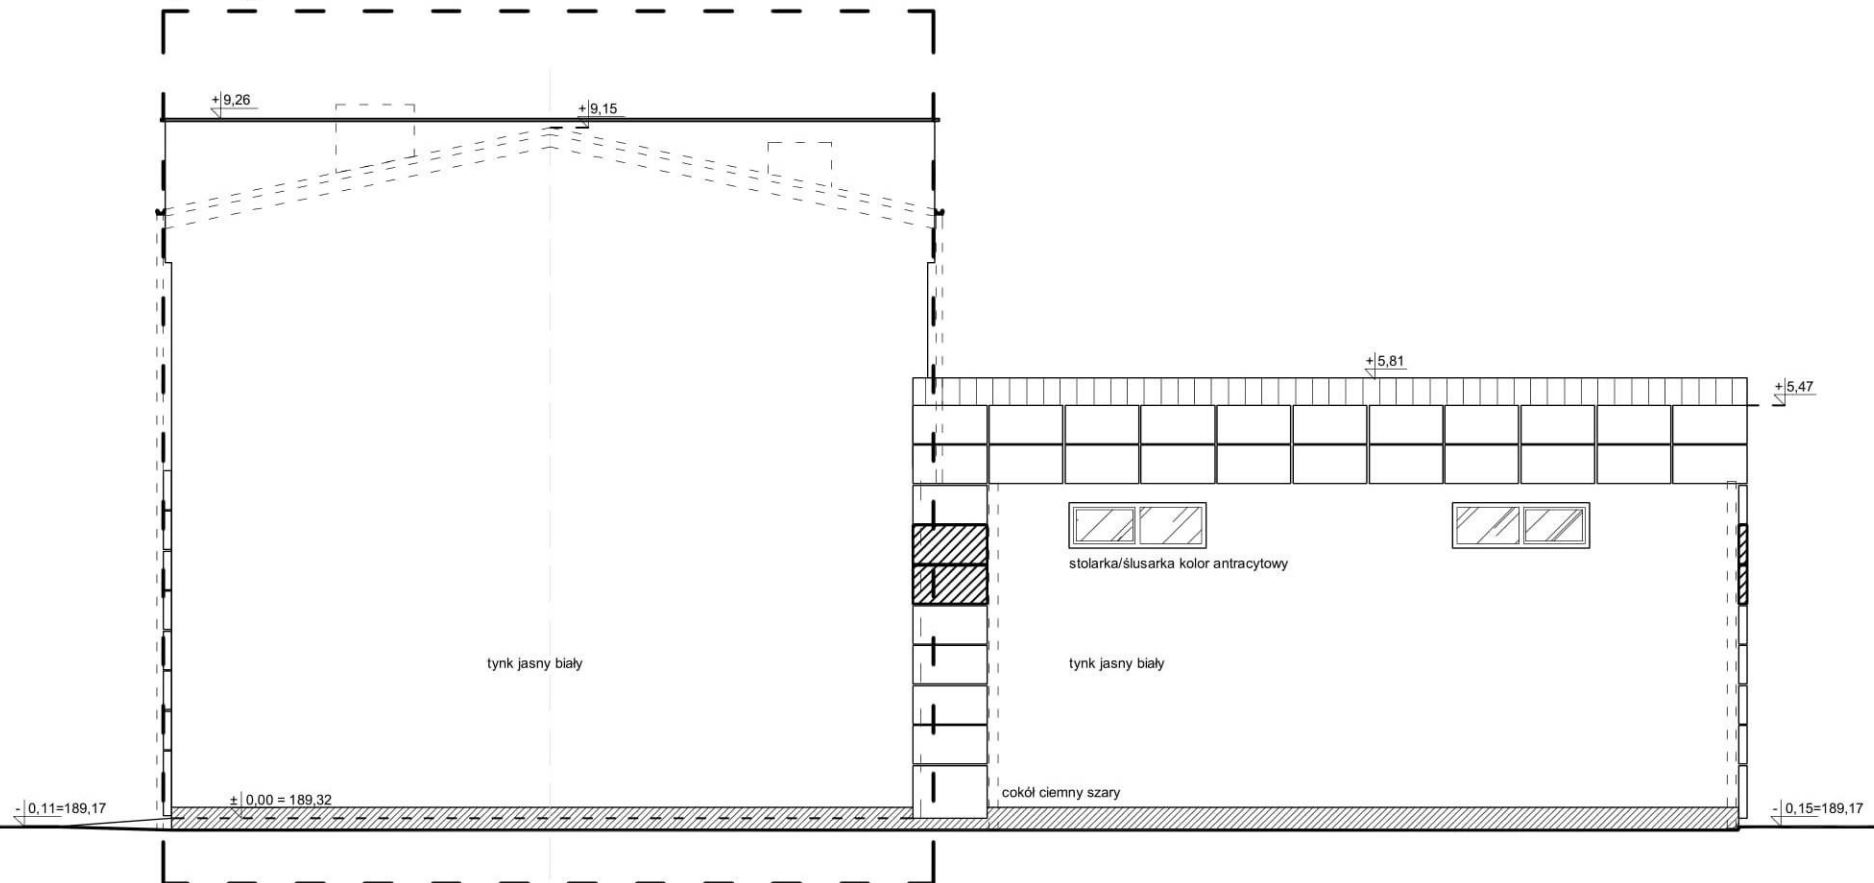 +9,26
+9,15
+5,81
+5,47
stolarka/ślusarka kolor antracytowy
tynk jasny biały
tynk jasny biały
cokół ciemny szary
± 0,00 = 189,32
- 0,11=189,17
- 0,15=189,17